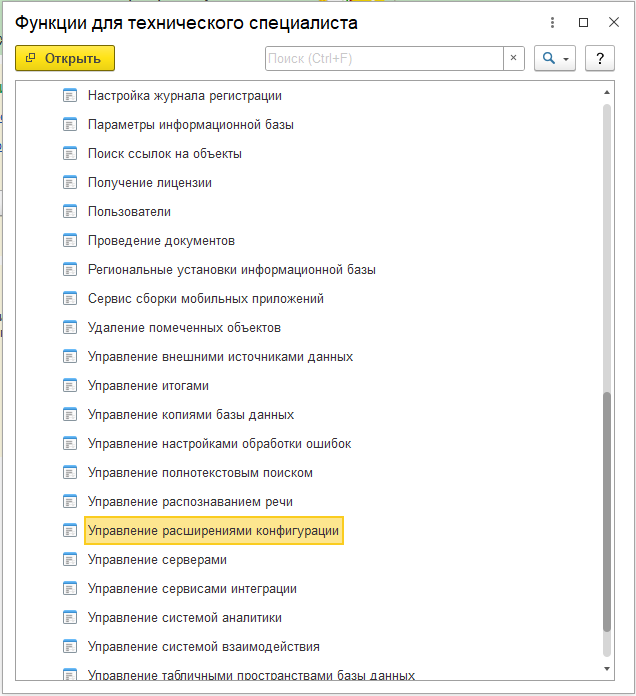 Функции для технического специалиста
Открыть
Поиск (Ctrl+F)
×
?
Настройка журнала регистрации
Параметры информационной базы
Поиск ссылок на объекты
Получение лицензии
Пользователи
Проведение документов
Региональные установки информационной базы
Сервис сборки мобильных приложений
Удаление помеченных объектов
Управление внешними источниками данных
Управление итогами
Управление копиями базы данных
Управление настройками обработки ошибок
Управление полнотекстовым поиском
Управление распознаванием речи
Управление расширениями конфигурации
Управление серверами
Управление сервисами интеграции
Управление системой аналитики
Управление системой взаимодействия
Управление табличными пространствами базы данных